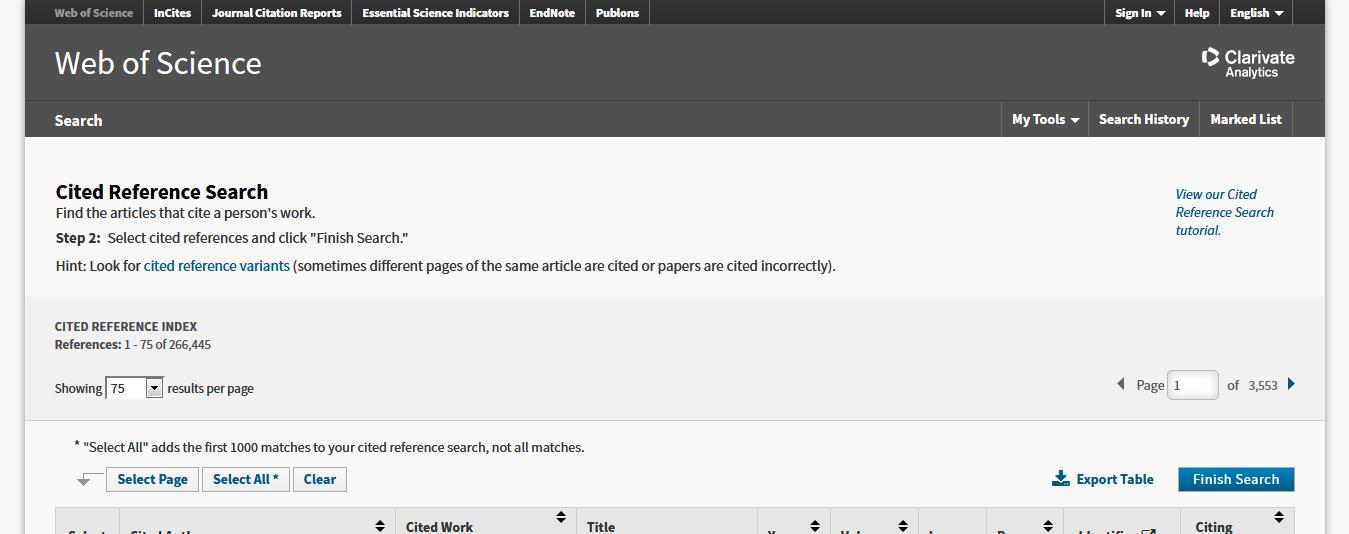 Web of Science InCites Journal Citation Reports Essential Science Indicators EndNote Publons Sign In Help English
Web of Science
Clarivate
Analytics
Search My Tools Search History Marked List
Cited Reference Search
Find the articles that cite a person's work.
Step 2: Select cited references and click "Finish Search."
Hint: Look for cited reference variants (sometimes different pages of the same article are cited or papers are cited incorrectly).
View our Cited
Reference Search
tutorial.
CITED REFERENCE INDEX
References: 1 - 75 of 266,445
Showing 75 results per page
Page 1 of 3,553
* "Select All" adds the first 1000 matches to your cited reference search, not all matches.
Select Page Select All * Clear Export Table Finish Search
Cited Work Title Citing